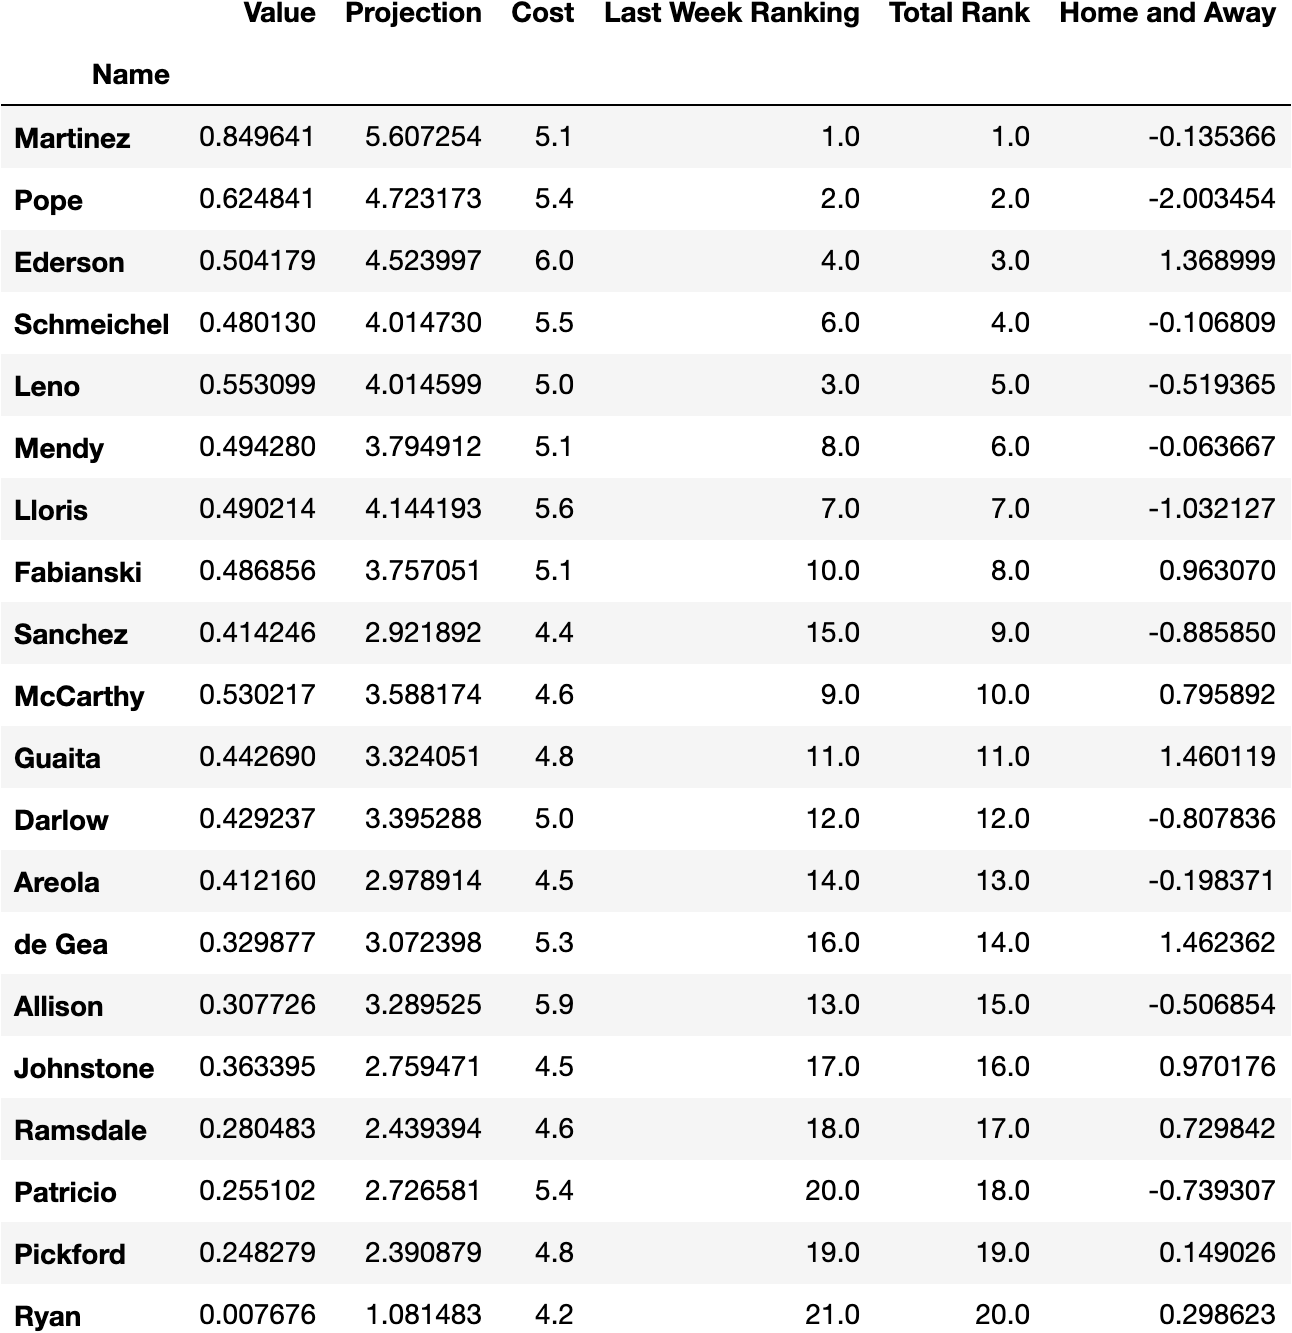 Value Projection Cost Last Week Ranking Total Rank Home and Away
Name
Martinez 0.849641 5.607254 5.1 1.0 1.0 -0.135366
Pope 0.624841 4.723173 5.4 2.0 2.0 -2.003454
Ederson 0.504179 4.523997 6.0 4.0 3.0 1.368999
Schmeichel 0.480130 4.014730 5.5 6.0 4.0 -0.106809
Leno 0.553099 4.014599 5.0 3.0 5.0 -0.519365
Mendy 0.494280 3.794912 5.1 8.0 6.0 -0.063667
Lloris 0.490214 4.144193 5.6 7.0 7.0 -1.032127
Fabianski 0.486856 3.757051 5.1 10.0 8.0 0.963070
Sanchez 0.414246 2.921892 4.4 15.0 9.0 -0.885850
McCarthy 0.530217 3.588174 4.6 9.0 10.0 0.795892
Guaita 0.442690 3.324051 4.8 11.0 11.0 1.460119
Darlow 0.429237 3.395288 5.0 12.0 12.0 -0.807836
Areola 0.412160 2.978914 4.5 14.0 13.0 -0.198371
de Gea 0.329877 3.072398 5.3 16.0 14.0 1.462362
Allison 0.307726 3.289525 5.9 13.0 15.0 -0.506854
Johnstone 0.363395 2.759471 4.5 17.0 16.0 0.970176
Ramsdale 0.280483 2.439394 4.6 18.0 17.0 0.729842
Patricio 0.255102 2.726581 5.4 20.0 18.0 -0.739307
Pickford 0.248279 2.390879 4.8 19.0 19.0 0.149026
Ryan 0.007676 1.081483 4.2 21.0 20.0 0.298623